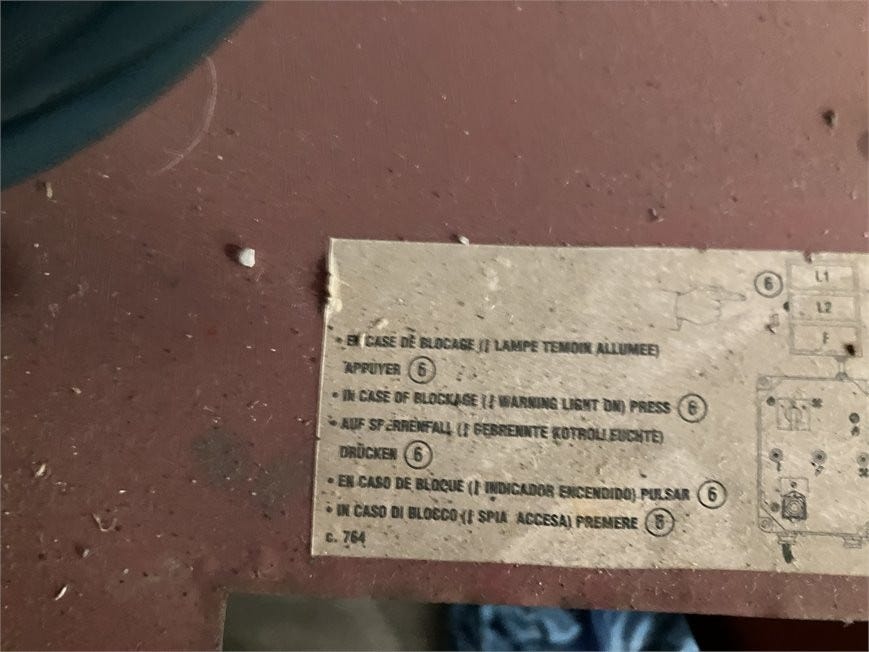 6
L1
L2
F
• EN CASE DE BLOCAGE ( LAMPE TEMOIN ALLUMEE)
APPUYER 6
• IN CASE OF BLOCKAGE ( WARNING LIGHT ON) PRESS 6
• AUF SPERRENFALL ( GEBRENNTE KOTROLLEUCHTE)
DRÜCKEN 6
• EN CASO DE BLOQUE ( INDICADOR ENCENDIDO) PULSAR 6
• IN CASO DI BLOCCO ( SPIA ACCESA) PREMERE 6
c. 764